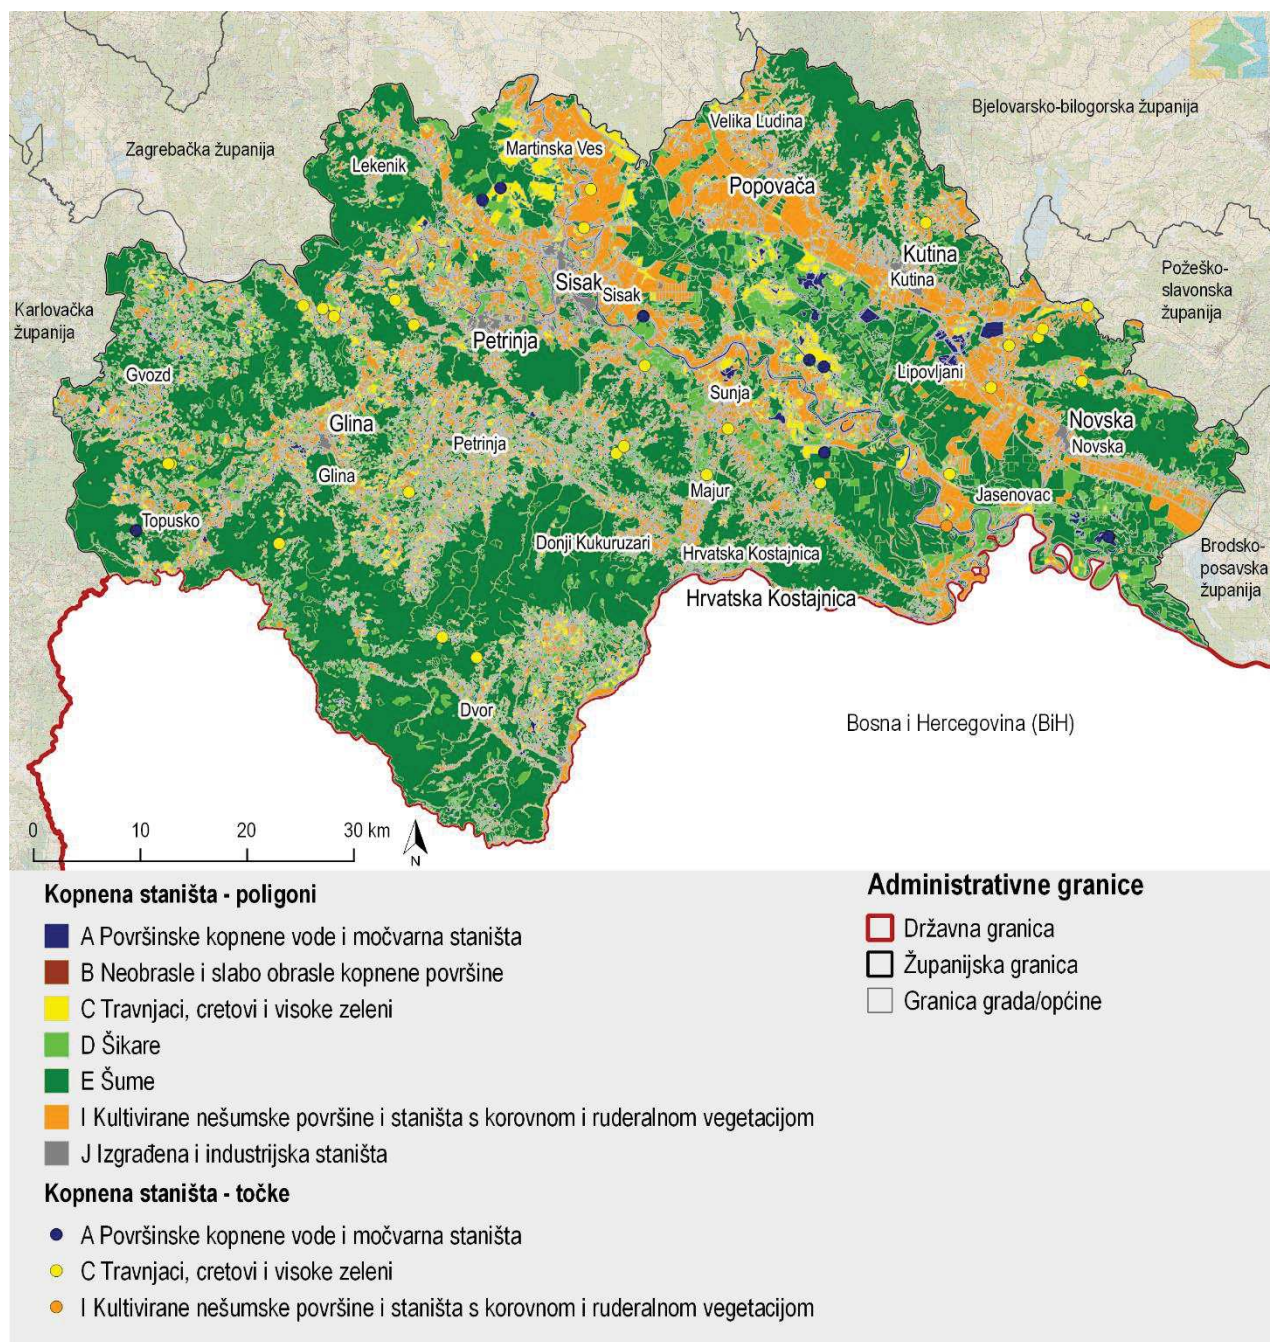 Bjelovarsko-bilogorska županija
Velika Ludina
Zagrebačka županija
Martinska Ves
Lekenik
Popovača
Kutina
Kutina
Požeško-
slavonska
županija
Sisak
Sisak
Karlovačka
županija
Petrinja
Gvozd
Lipovljani
Sunja
Glina
Novska
Petrinja
Novska
Glina
Majur
Jasenovac
Topusko
Donji Kukuruzari
Hrvatska Kostajnica
Brodsko-
posavska
županija
Hrvatska Kostajnica
Dvor
Bosna i Hercegovina (BiH)
0 10 20 30 km
N
Kopnena staništa - poligoni
A Površinske kopnene vode i močvarna staništa
B Neobrasle i slabo obrasle kopnene površine
C Travnjaci, cretovi i visoke zeleni
D Šikare
E Šume
I Kultivirane nešumske površine i staništa s korovnom i ruderalnom vegetacijom
J Izgrađena i industrijska staništa
Kopnena staništa - točke
A Površinske kopnene vode i močvarna staništa
C Travnjaci, cretovi i visoke zeleni
I Kultivirane nešumske površine i staništa s korovnom i ruderalnom vegetacijom
Administrativne granice
Državna granica
Županijska granica
Granica grada/općine